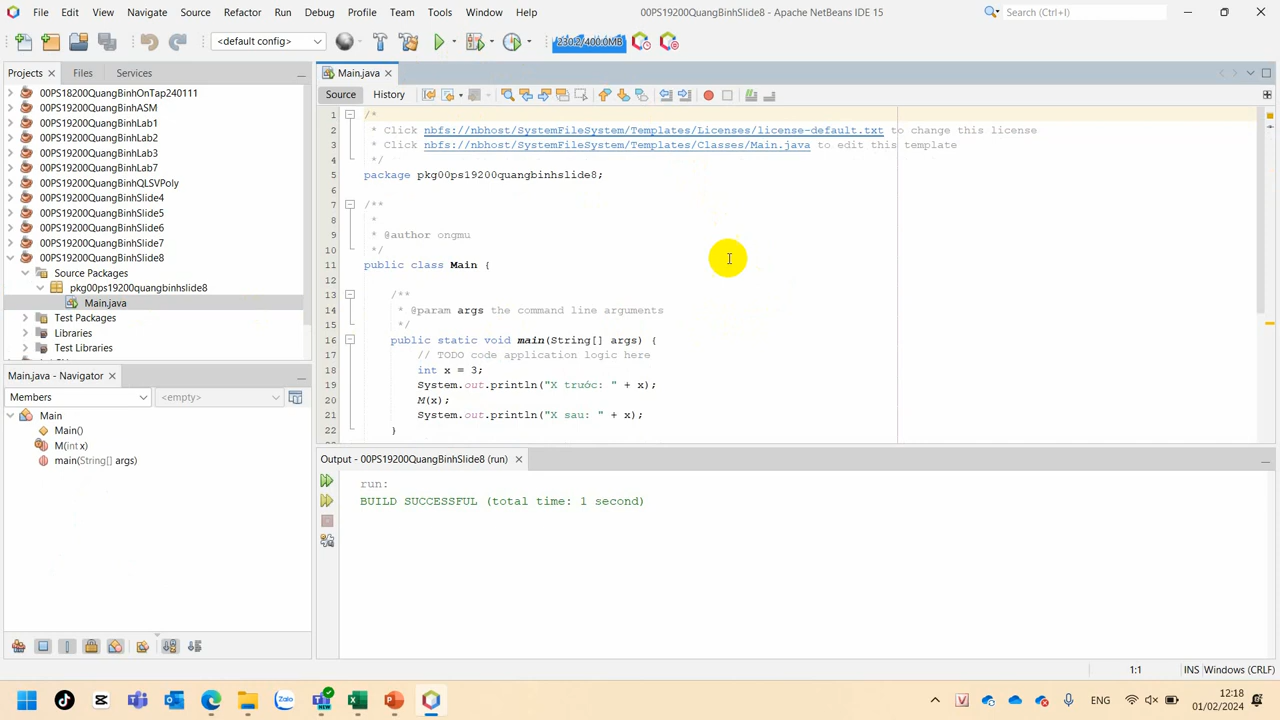 File Edit View Navigate Source Refactor Run Debug Profile Team Tools Window Help
00PS19200QuangBinhSlide8 - Apache NetBeans IDE 15
Search (Ctrl+I)
<default config>
230.2/400.0MB
Projects Files Services
00PS18200QuangBinhOnTap240111
00PS19200QuangBinhASM
00PS19200QuangBinhLab1
00PS19200QuangBinhLab2
00PS19200QuangBinhLab3
00PS19200QuangBinhLab7
00PS19200QuangBinhQLSVPoly
00PS19200QuangBinhSlide4
00PS19200QuangBinhSlide5
00PS19200QuangBinhSlide6
00PS19200QuangBinhSlide7
00PS19200QuangBinhSlide8
Source Packages
pkg00ps19200quangbinhslide8
Main.java
Test Packages
Libraries
Test Libraries
Main.java - Navigator
Members <empty>
Main
Main()
M(int x)
main(String[] args)
Main.java
Source History
1 /*
2 * Click nbfs://nbhost/SystemFileSystem/Templates/Licenses/license-default.txt to change this license
3 * Click nbfs://nbhost/SystemFileSystem/Templates/Classes/Main.java to edit this template
4 */
5 package pkg00ps19200quangbinhslide8;
6
7 /**
8 *
9 * @author ongmu
10 */
11 public class Main {
12
13 /**
14 * @param args the command line arguments
15 */
16 public static void main(String[] args) {
17 // TODO code application logic here
18 int x = 3;
19 System.out.println("X trước: " + x);
20 M(x);
21 System.out.println("X sau: " + x);
22 }
Output - 00PS19200QuangBinhSlide8 (run)
run:
BUILD SUCCESSFUL (total time: 1 second)
1:1 INS Windows (CRLF)
Zalo
NEW
ENG
12:18
01/02/2024